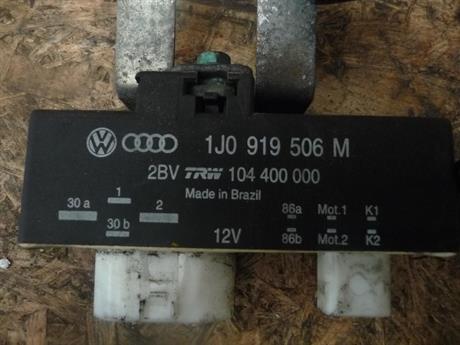 1J0 919 506 M
2BV TRW 104 400 000
Made in Brazil
30 a 1 2 86a Mot.1 K1
30 b 12V 86b Mot.2 K2